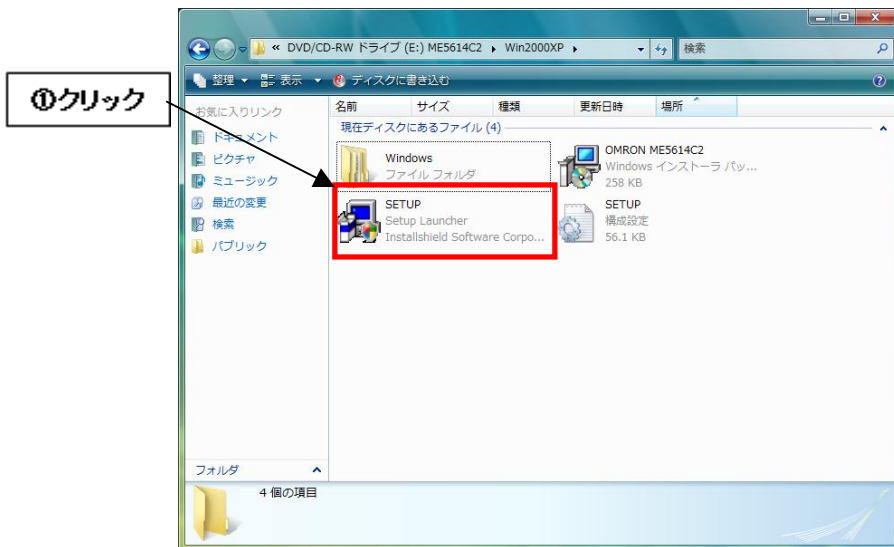 ①クリック
« DVD/CD-RW ドライブ (E:) ME5614C2 ▸ Win2000XP ▸
検索
整理 ▼ 表示 ▼ ディスクに書き込む
お気に入りリンク
ドキュメント
ピクチャ
ミュージック
最近の変更
検索
パブリック
フォルダ
名前 サイズ 種類 更新日時 場所
現在ディスクにあるファイル (4)
Windows
ファイル フォルダ
OMRON ME5614C2
Windows インストーラ パッ...
258 KB
SETUP
Setup Launcher
Installshield Software Corpo...
SETUP
構成設定
56.1 KB
4 個の項目